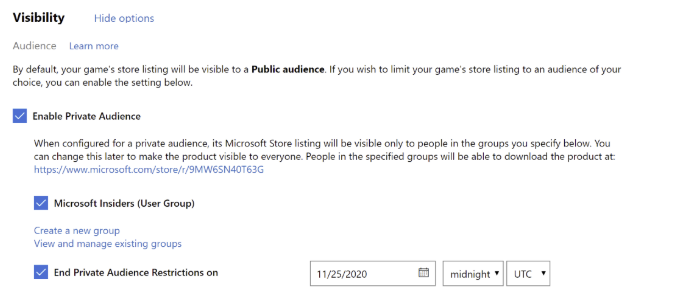 Visibility Hide options
Audience Learn more
By default, your game's store listing will be visible to a Public audience. If you wish to limit your game's store listing to an audience of your
choice, you can enable the setting below.
Enable Private Audience
When configured for a private audience, its Microsoft Store listing will be visible only to people in the groups you specify below. You
can change this later to make the product visible to everyone. People in the specified groups will be able to download the product at:
https://www.microsoft.com/store/r/9MW6SN40T63G
Microsoft Insiders (User Group)
Create a new group
View and manage existing groups
End Private Audience Restrictions on 11/25/2020 midnight UTC